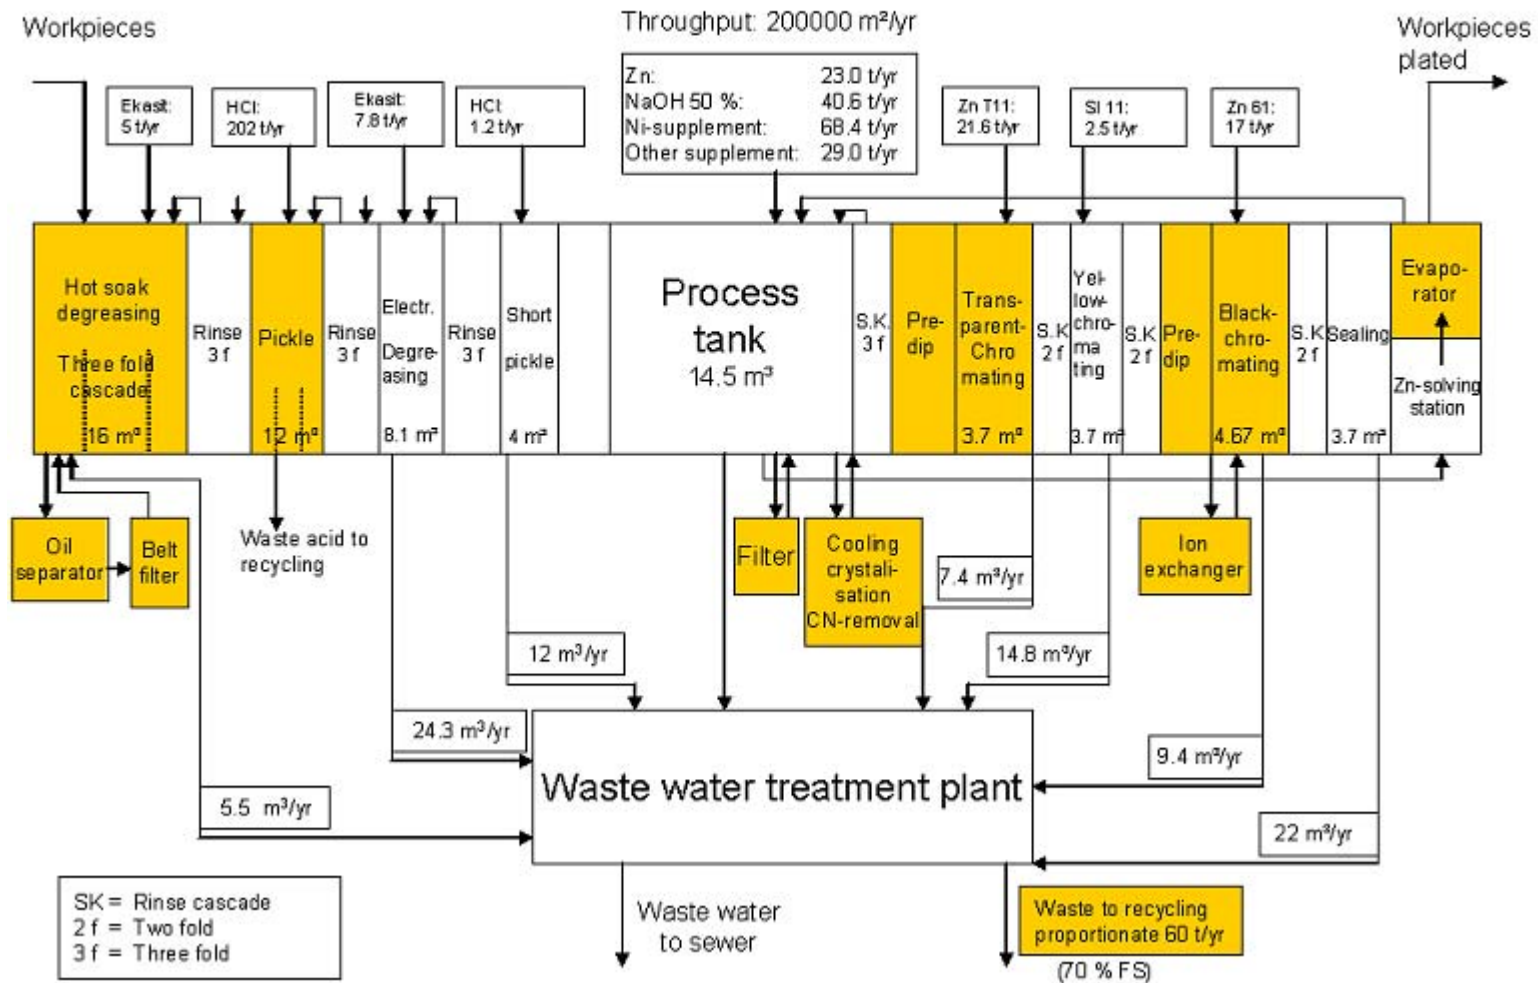 Workpieces
Throughput: 200000 m²/yr
Workpieces
plated
Ekasit:
5 t/yr
HCl:
202 t/yr
Ekasit:
7.8 t/yr
HCl:
1.2 t/yr
Zn: 23.0 t/yr
NaOH 50 %: 40.6 t/yr
Ni-supplement: 68.4 t/yr
Other supplement: 29.0 t/yr
Zn T11:
21.6 t/yr
SI 11:
2.5 t/yr
Zn 61:
17 t/yr
Hot soak
degreasing
Three fold
cascade
16 m³
Rinse
3 f
Pickle
12 m³
Rinse
3 f
Electr.
Degre-
asing
8.1 m³
Rinse
3 f
Short
pickle
4 m³
Process
tank
14.5 m³
S.K.
3 f
Pre-
dip
Trans-
parent-
Chro
mating
3.7 m³
S.K
2 f
Yel-
low-
chro-
ma
ting
3.7 m³
S.K
2 f
Pre-
dip
Black-
chro-
mating
4.67 m³
S.K
2 f
Sealing
3.7 m³
Evapo-
rator
Zn-solving
station
Oil
separator
Belt
filter
Waste acid to
recycling
Filter
Cooling
crystali-
sation
CN-removal
Ion
exchanger
7.4 m³/yr
12 m³/yr
14.8 m³/yr
24.3 m³/yr
9.4 m³/yr
5.5 m³/yr
22 m³/yr
Waste water treatment plant
SK = Rinse cascade
2 f = Two fold
3 f = Three fold
Waste water
to sewer
Waste to recycling
proportionate 60 t/yr
(70 % FS)